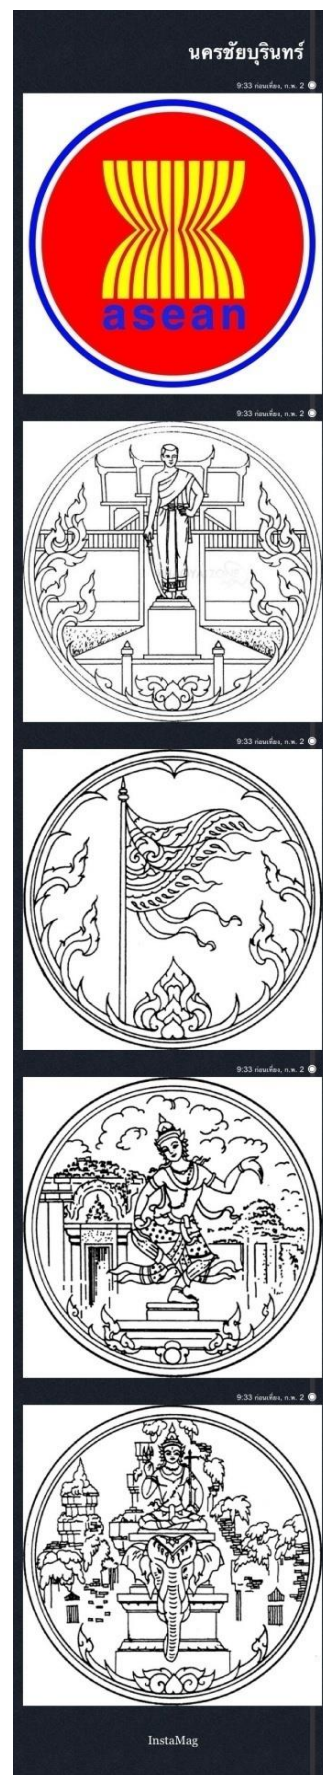 นครชัยบุรินทร์
9:33 ก่อนเที่ยง, ก.พ. 2
asean
9:33 ก่อนเที่ยง, ก.พ. 2
9:33 ก่อนเที่ยง, ก.พ. 2
9:33 ก่อนเที่ยง, ก.พ. 2
9:33 ก่อนเที่ยง, ก.พ. 2
InstaMag